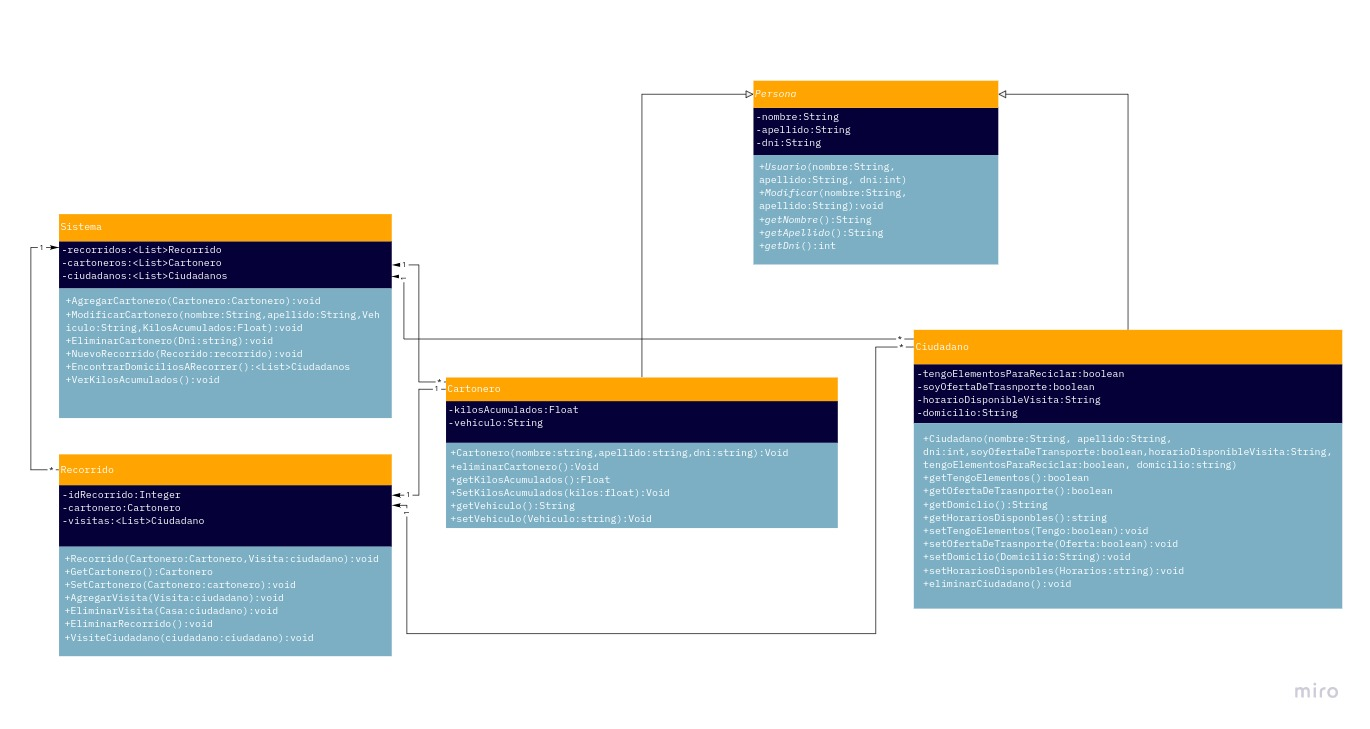 Persona
-nombre:String
-apellido:String
-dni:String
+Usuario(nombre:String,
apellido:String, dni:int)
+Modificar(nombre:String,
apellido:String):void
+getNombre():String
+getApellido():String
+getDni():int
Sistema
-recorridos:<List>Recorrido
-cartoneros:<List>Cartonero
-ciudadanos:<List>Ciudadanos
+AgregarCartonero(Cartonero:Cartonero):void
+ModificarCartonero(nombre:String,apellido:String,Veh
iculo:String,KilosAcumulados:Float):void
+EliminarCartonero(Dni:string):void
+NuevoRecorrido(Recorido:recorrido):void
+EncontrarDomiciliosARecorrer():<List>Ciudadanos
+VerKilosAcumulados():void
1
*
1
*
1
*
Cartonero
-kilosAcumulados:Float
-vehiculo:String
+Cartonero(nombre:string,apellido:string,dni:string):Void
+eliminarCartonero():Void
+getKilosAcumulados():Float
+SetKilosAcumulados(kilos:float):Void
+getVehiculo():String
+setVehiculo(Vehiculo:string):Void
Ciudadano
-tengoElementosParaReciclar:boolean
-soyOfertaDeTrasnporte:boolean
-horarioDisponibleVisita:String
-domicilio:String
+Ciudadano(nombre:String, apellido:String,
dni:int,soyOfertaDeTransporte:boolean,horarioDisponibleVisita:String,
tengoElementosParaReciclar:boolean, domicilio:string)
+getTengoElementos():boolean
+getOfertaDeTrasnporte():boolean
+getDomiclio():String
+getHorariosDisponbles():string
+setTengoElementos(Tengo:boolean):void
+setOfertaDeTrasnporte(Oferta:boolean):void
+setDomiclio(Domicilio:String):void
+setHorariosDisponbles(Horarios:string):void
+eliminarCiudadano():void
Recorrido
-idRecorrido:Integer
-cartonero:Cartonero
-visitas:<List>Ciudadano
+Recorrido(Cartonero:Cartonero,Visita:ciudadano):void
+GetCartonero():Cartonero
+SetCartonero(Cartonero:cartonero):void
+AgregarVisita(Visita:ciudadano):void
+EliminarVisita(Casa:ciudadano):void
+EliminarRecorrido():void
+VisiteCiudadano(ciudadano:ciudadano):void
1
1
1
*
miro